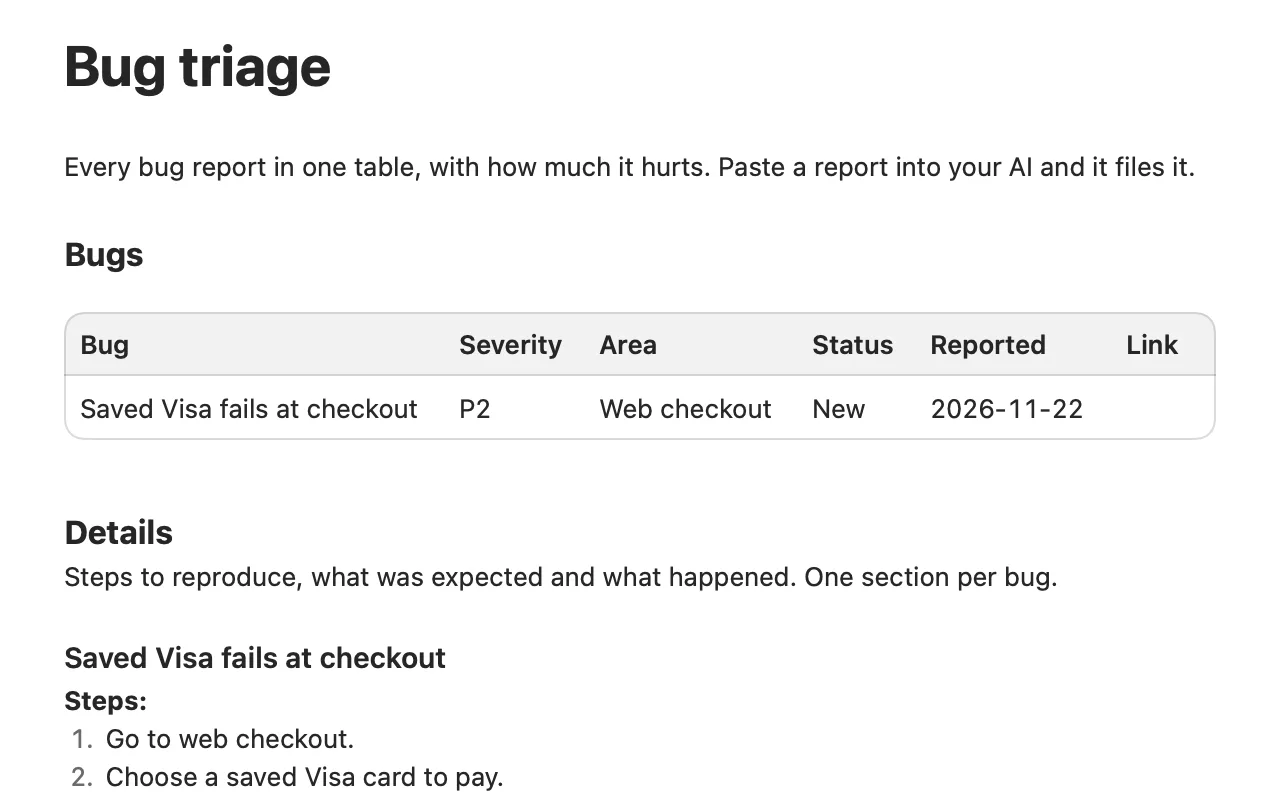 Bug triage
Every bug report in one table, with how much it hurts. Paste a report into your AI and it files it.
Bugs
Bug Severity Area Status Reported Link
Saved Visa fails at checkout P2 Web checkout New 2026-11-22
Details
Steps to reproduce, what was expected and what happened. One section per bug.
Saved Visa fails at checkout
Steps:
1. Go to web checkout.
2. Choose a saved Visa card to pay.